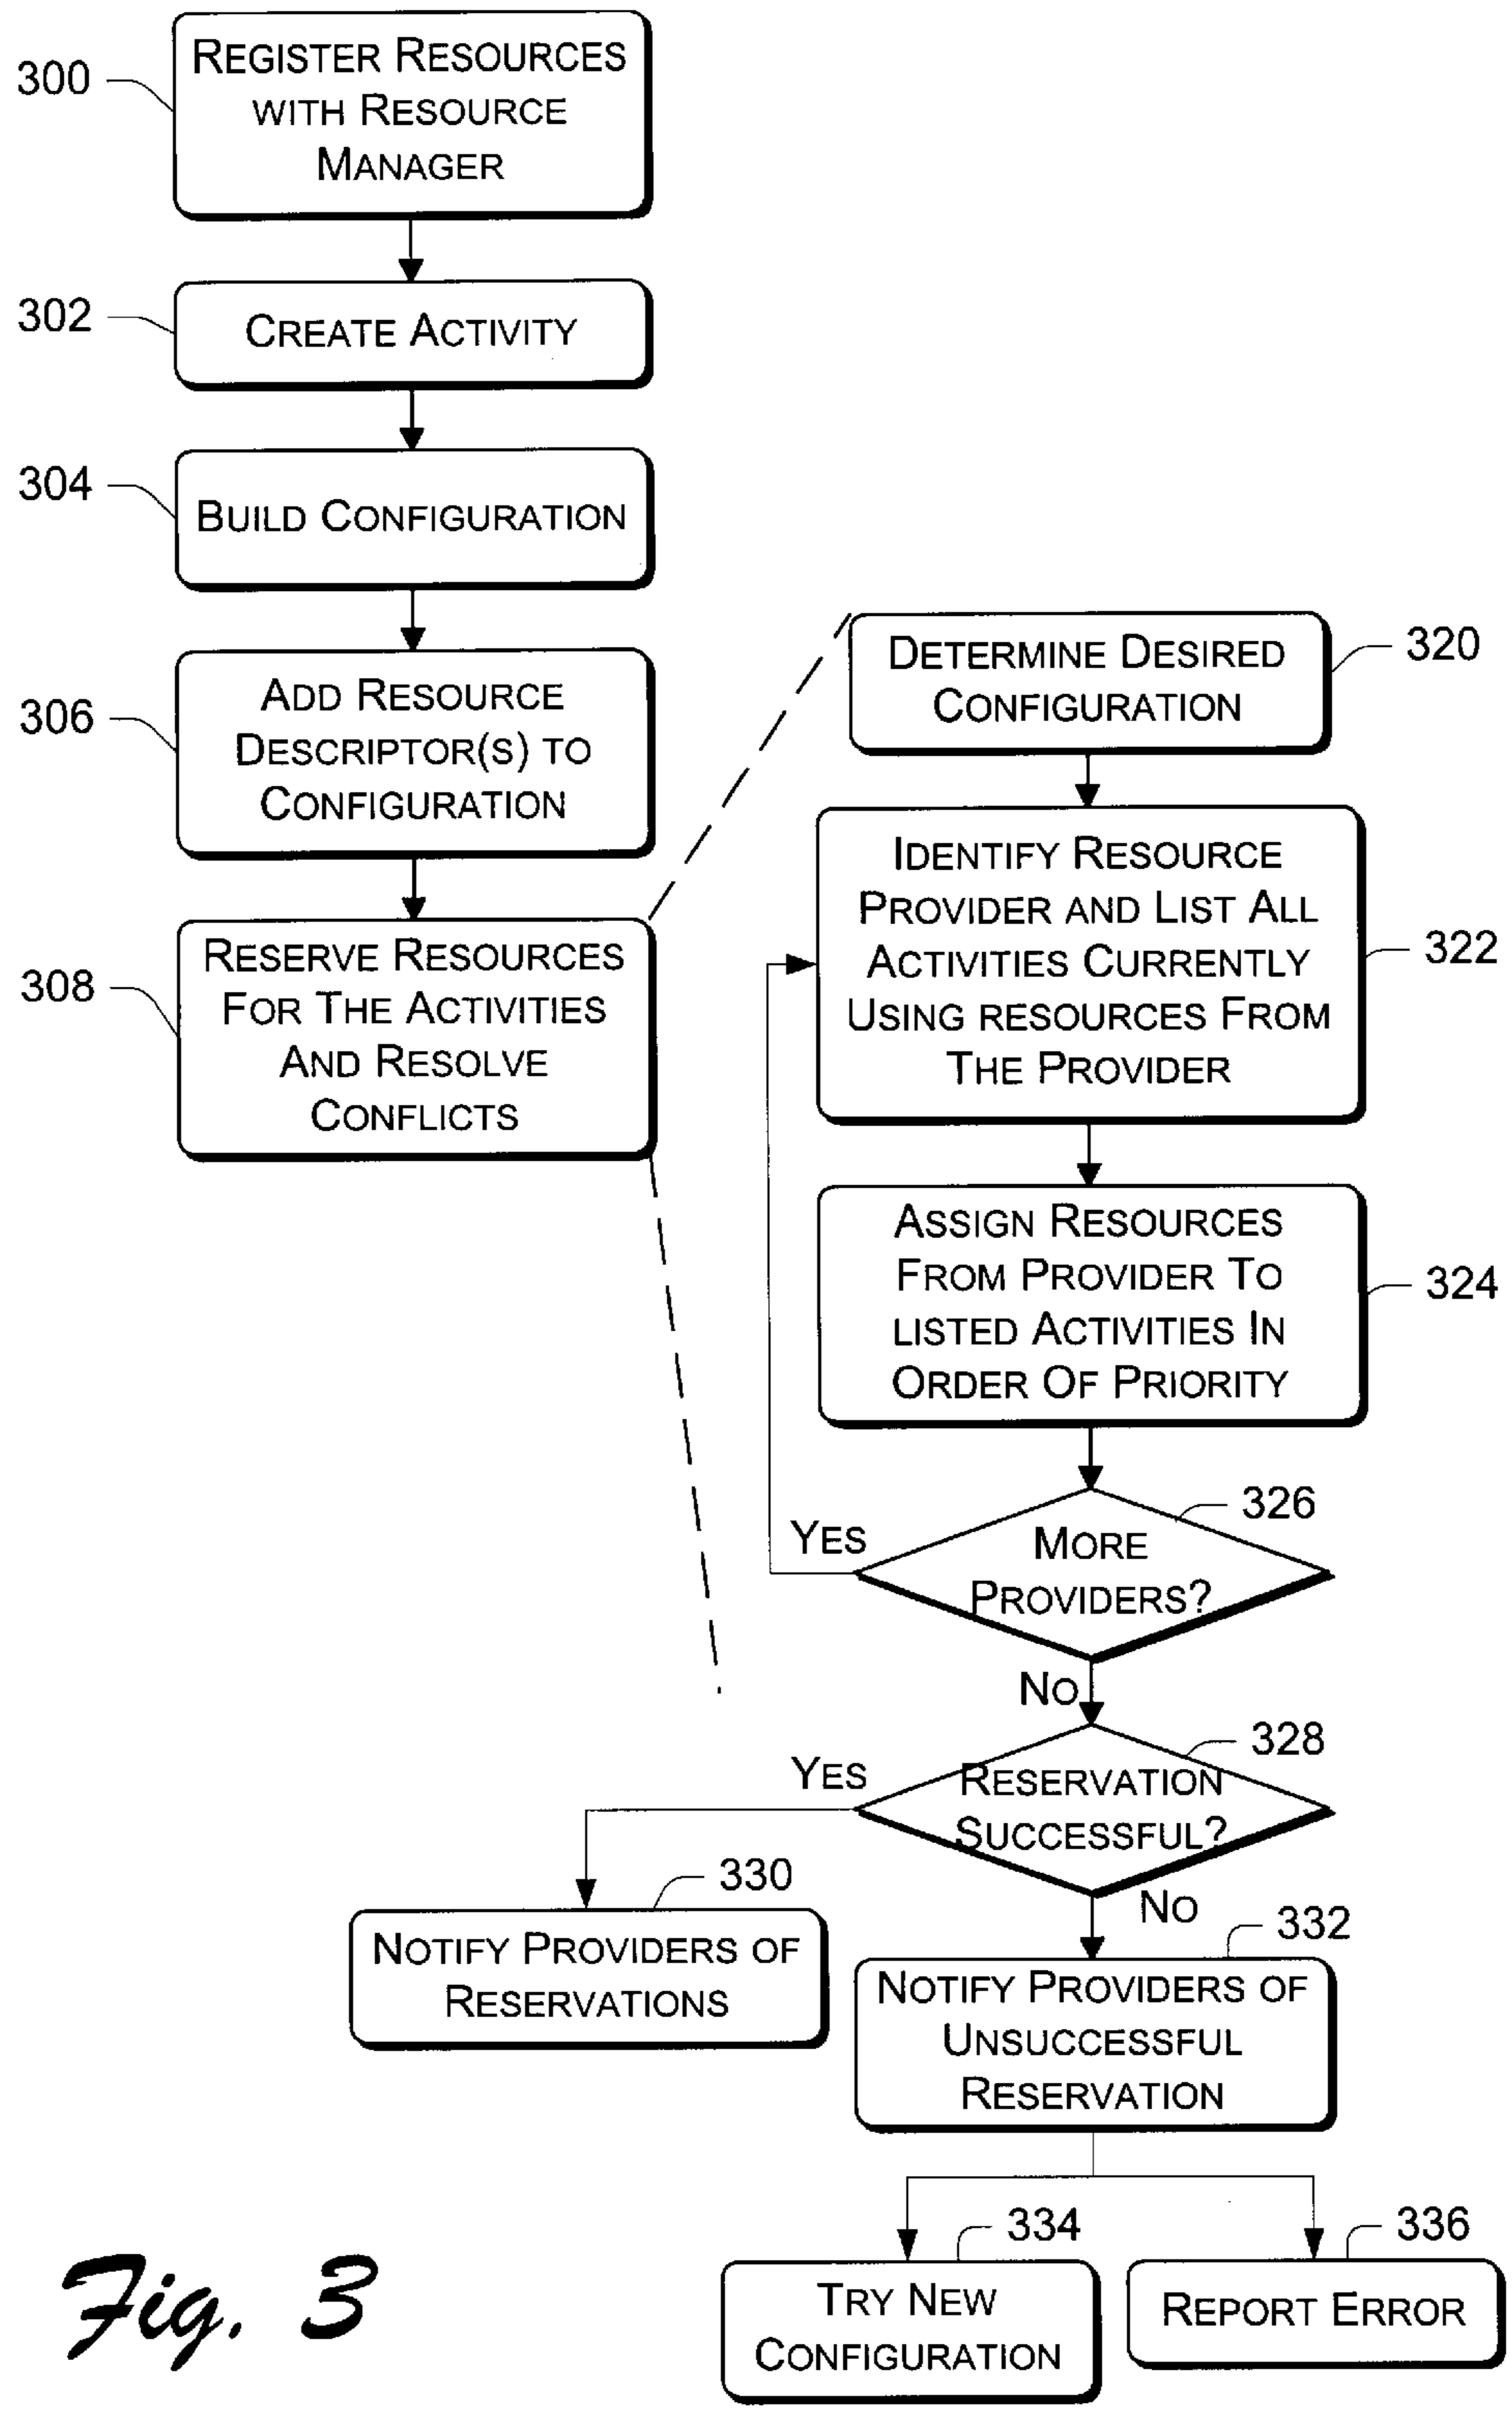 300
REGISTER RESOURCES
WITH RESOURCE
MANAGER
302
CREATE ACTIVITY
304
BUILD CONFIGURATION
306
ADD RESOURCE
DESCRIPTOR(S) TO
CONFIGURATION
308
RESERVE RESOURCES
FOR THE ACTIVITIES
AND RESOLVE
CONFLICTS
DETERMINE DESIRED
CONFIGURATION
320
IDENTIFY RESOURCE
PROVIDER AND LIST ALL
ACTIVITIES CURRENTLY
USING RESOURCES FROM
THE PROVIDER
322
ASSIGN RESOURCES
FROM PROVIDER TO
LISTED ACTIVITIES IN
ORDER OF PRIORITY
324
326
YES
MORE
PROVIDERS?
NO
328
YES
RESERVATION
SUCCESSFUL?
NO
330
NOTIFY PROVIDERS OF
RESERVATIONS
332
NOTIFY PROVIDERS OF
UNSUCCESSFUL
RESERVATION
334
TRY NEW
CONFIGURATION
336
REPORT ERROR
Fig. 3